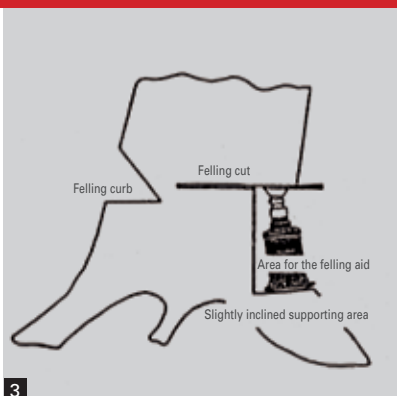 Felling cut
Felling curb
Area for the felling aid
Slightly inclined supporting area
3